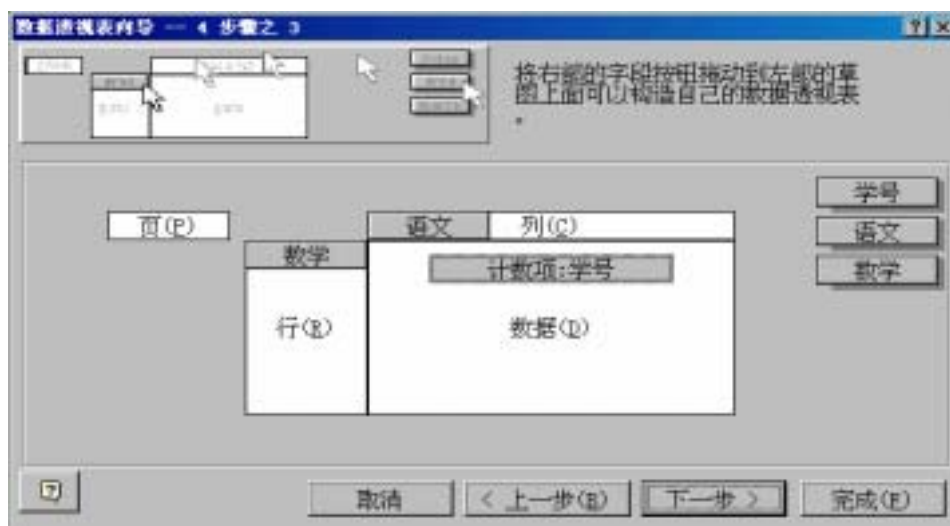 数据透视表向导 -- 4 步骤之 3
将右部的字段按钮拖动到左部的草
图上面可以构造自己的数据透视表
。
学号
页(P)
语文
列(C)
语文
数学
计数项:学号
数学
行(R)
数据(D)
取消
< 上一步(B)
下一步 >
完成(F)